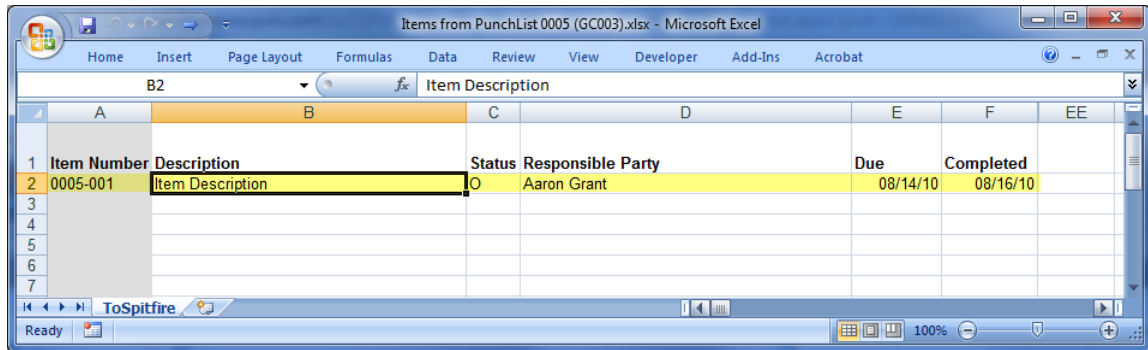 Items from PunchList 0005 (GC003).xlsx - Microsoft Excel
Home Insert Page Layout Formulas Data Review View Developer Add-Ins Acrobat
B2 fx Item Description
A B C D E F EE
1 Item Number Description Status Responsible Party Due Completed
2 0005-001 Item Description O Aaron Grant 08/14/10 08/16/10
3
4
5
6
7
ToSpitfire
Ready 100%